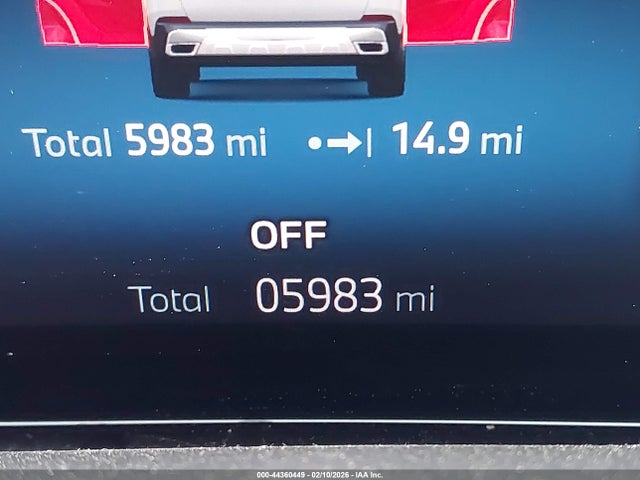 Total 5983 mi •➔| 14.9 mi
OFF
Total 05983 mi
000-44360449 - 02/10/2026 - IAA Inc.